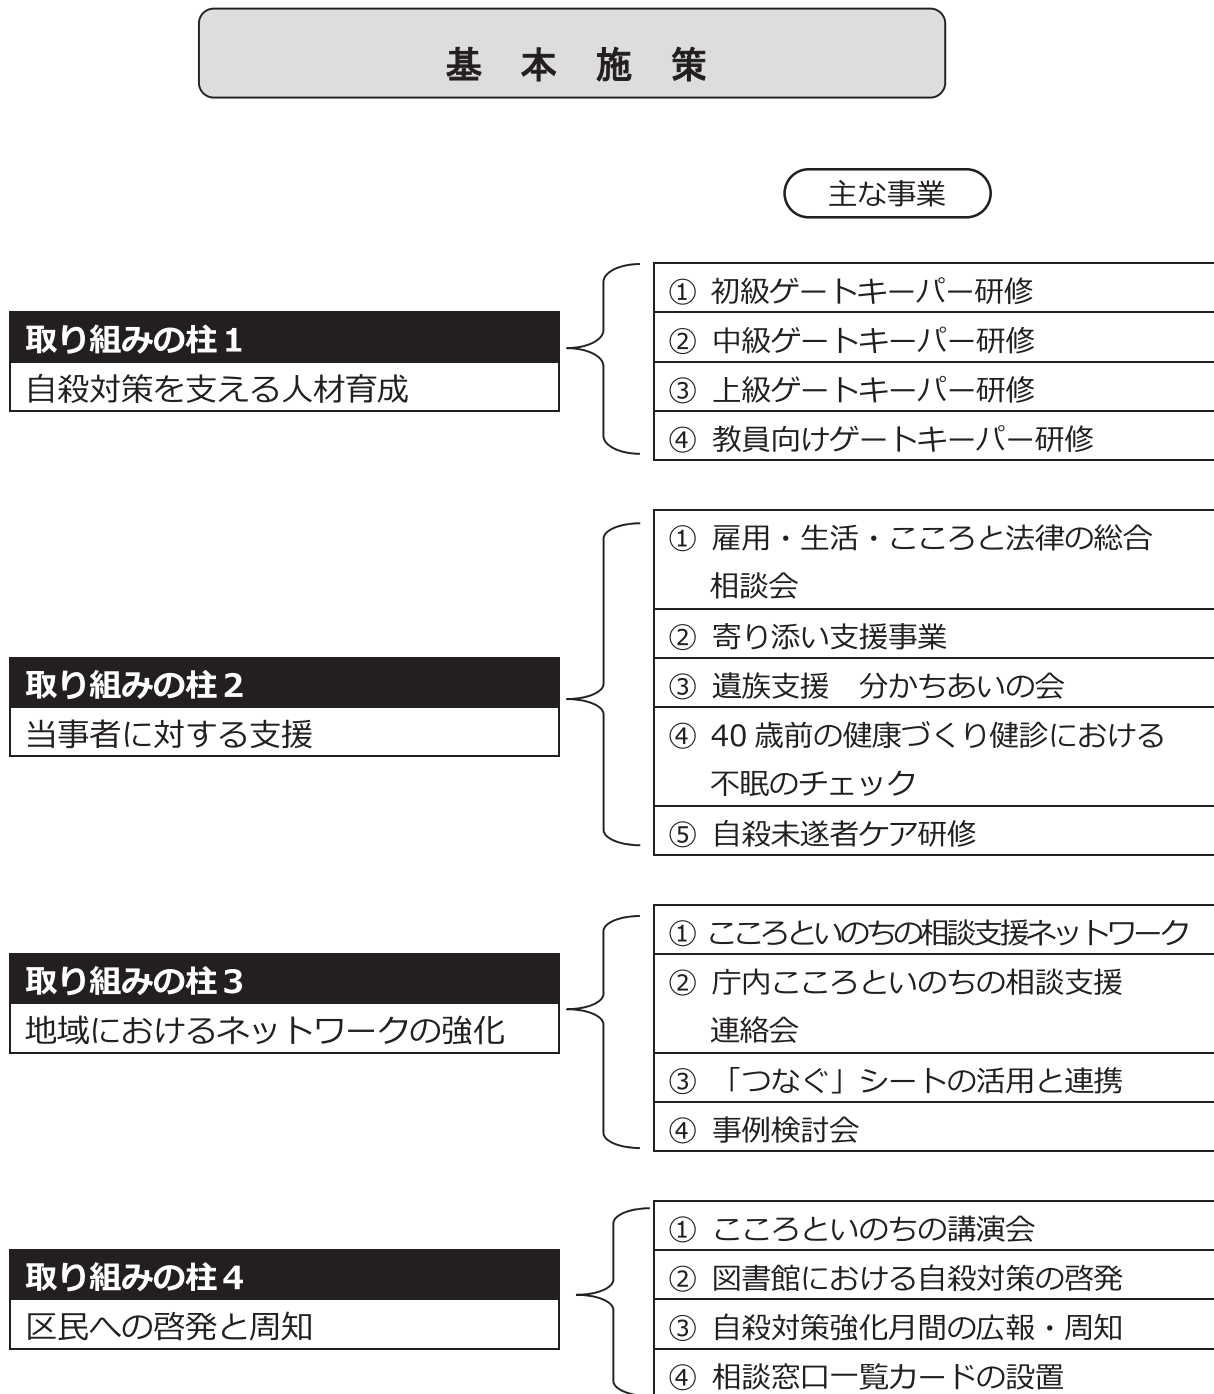 基 本 施 策
主な事業
取り組みの柱1
自殺対策を支える人材育成
① 初級ゲートキーパー研修
② 中級ゲートキーパー研修
③ 上級ゲートキーパー研修
④ 教員向けゲートキーパー研修
取り組みの柱2
当事者に対する支援
① 雇用・生活・こころと法律の総合
相談会
② 寄り添い支援事業
③ 遺族支援　分かちあいの会
④ 40 歳前の健康づくり健診における
不眠のチェック
⑤ 自殺未遂者ケア研修
取り組みの柱3
地域におけるネットワークの強化
① こころといのちの相談支援ネットワーク
② 庁内こころといのちの相談支援
連絡会
③ 「つなぐ」シートの活用と連携
④ 事例検討会
取り組みの柱4
区民への啓発と周知
① こころといのちの講演会
② 図書館における自殺対策の啓発
③ 自殺対策強化月間の広報・周知
④ 相談窓口一覧カードの設置